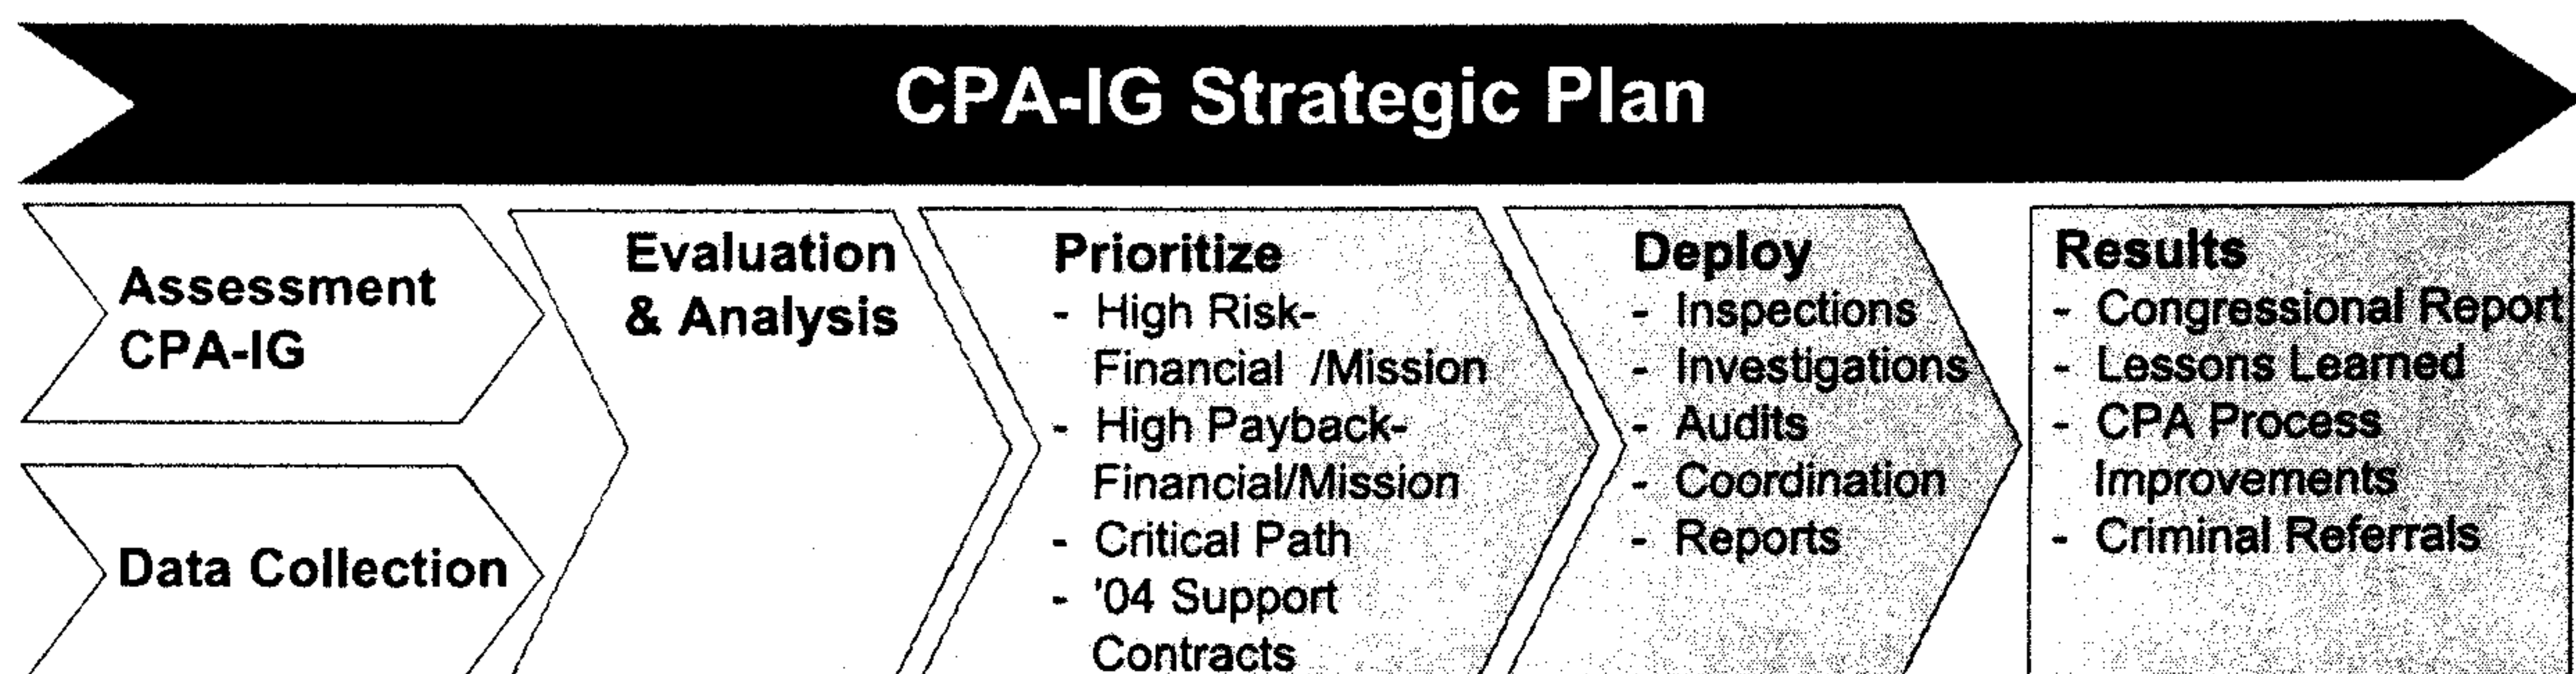 CPA-IG Strategic Plan
Assessment
CPA-IG
Data Collection
Evaluation
& Analysis
Prioritize
- High Risk-
Financial /Mission
- High Payback-
Financial/Mission
- Critical Path
- '04 Support
Contracts
Deploy
- Inspections
- Investigations
- Audits
- Coordination
- Reports
Results
- Congressional Report
- Lessons Learned
- CPA Process
Improvements
- Criminal Referrals